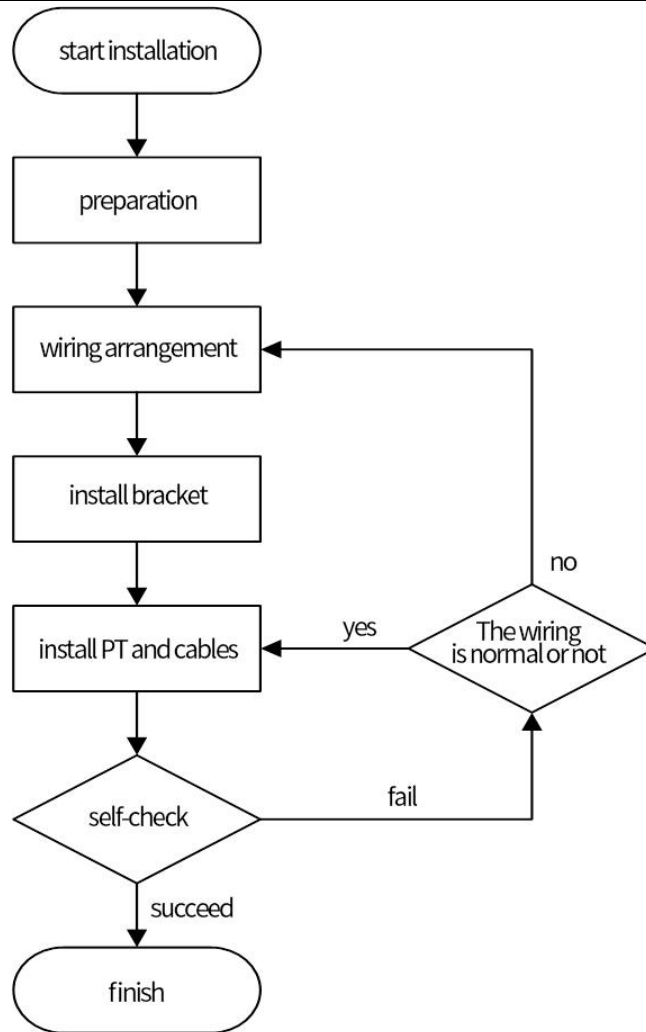 start installation
preparation
wiring arrangement
install bracket
no
install PT and cables
yes
The wiring
is normal or not
self-check
fail
succeed
finish